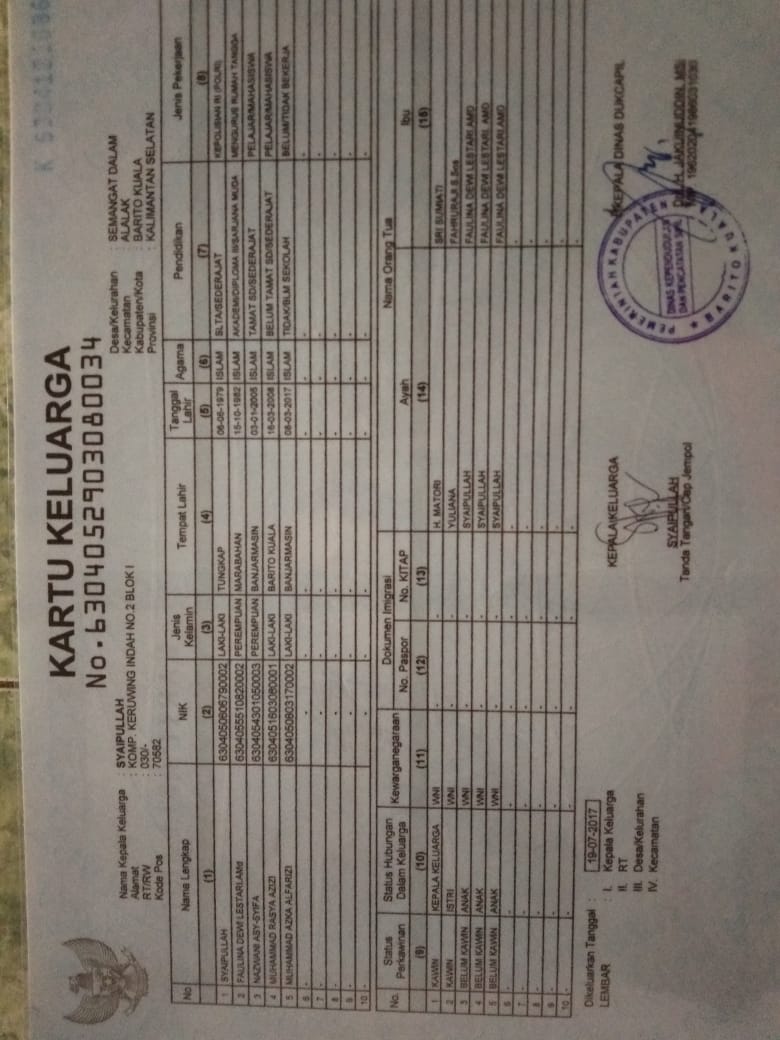 K 6304121036
KARTU KELUARGA
No. 6304052903080034
Nama Kepala Keluarga : SYAIPULLAH
Alamat : KOMP. KERUWING INDAH NO.2 BLOK I
RT/RW : 030/-
Kode Pos : 70582
Desa/Kelurahan : SEMANGAT DALAM
Kecamatan : ALALAK
Kabupaten/Kota : BARITO KUALA
Provinsi : KALIMANTAN SELATAN
No Nama Lengkap NIK Jenis Kelamin Tempat Lahir Tanggal Lahir Agama Pendidikan Jenis Pekerjaan
(1) (2) (3) (4) (5) (6) (7) (8)
1 SYAIPULLAH 6304050606790002 LAKI-LAKI TUNGKAP 06-06-1979 ISLAM SLTA/SEDERAJAT KEPOLISIAN RI (POLRI)
2 FAULINA DEWI LESTARI,AMd 6304055510820002 PEREMPUAN MARABAHAN 15-10-1982 ISLAM AKADEMI/DIPLOMA III/SARJANA MUDA MENGURUS RUMAH TANGGA
3 NAZWANI ASY-SYIFA 6304054301050003 PEREMPUAN BANJARMASIN 03-01-2005 ISLAM TAMAT SD/SEDERAJAT PELAJAR/MAHASISWA
4 MUHAMMAD RASYA AZIZI 6304051603080001 LAKI-LAKI BARITO KUALA 16-03-2008 ISLAM BELUM TAMAT SD/SEDERAJAT PELAJAR/MAHASISWA
5 MUHAMMAD AZKA ALFARIZI 6304050803170002 LAKI-LAKI BANJARMASIN 08-03-2017 ISLAM TIDAK/BLM SEKOLAH BELUM/TIDAK BEKERJA
6 - - - - - - - -
7 - - - - - - - -
8 - - - - - - - -
9 - - - - - - - -
10 - - - - - - - -
No. Status Perkawinan Status Hubungan Dalam Keluarga Kewarganegaraan Dokumen Imigrasi Nama Orang Tua
No. Paspor No. KITAP Ayah Ibu
(9) (10) (11) (12) (13) (14) (15)
1 KAWIN KEPALA KELUARGA WNI - - H. MATORI SRI SUMIATI
2 KAWIN ISTRI WNI - - YULIANA FAHRURAJI S.Sos
3 BELUM KAWIN ANAK WNI - - SYAIPULLAH FAULINA DEWI LESTARI AMD
4 BELUM KAWIN ANAK WNI - - SYAIPULLAH FAULINA DEWI LESTARI, AMD
5 BELUM KAWIN ANAK WNI - - SYAIPULLAH FAULINA DEWI LESTARI AMD
6 - - - - - - -
7 - - - - - - -
8 - - - - - - -
9 - - - - - - -
10 - - - - - - -
Dikeluarkan Tanggal : 19-07-2017
LEMBAR : I. Kepala Keluarga
II. RT
III. Desa/Kelurahan
IV. Kecamatan
KEPALA KELUARGA
SYAIPULLAH
Tanda Tangan/Cap Jempol
KEPALA DINAS DUKCAPIL
PEMERINTAH KABUPATEN
BARITO KUALA
DINAS KEPENDUDUKAN
DAN PENCATATAN SIPIL
H. JAKUINUDDIN, MS
196202041986031030